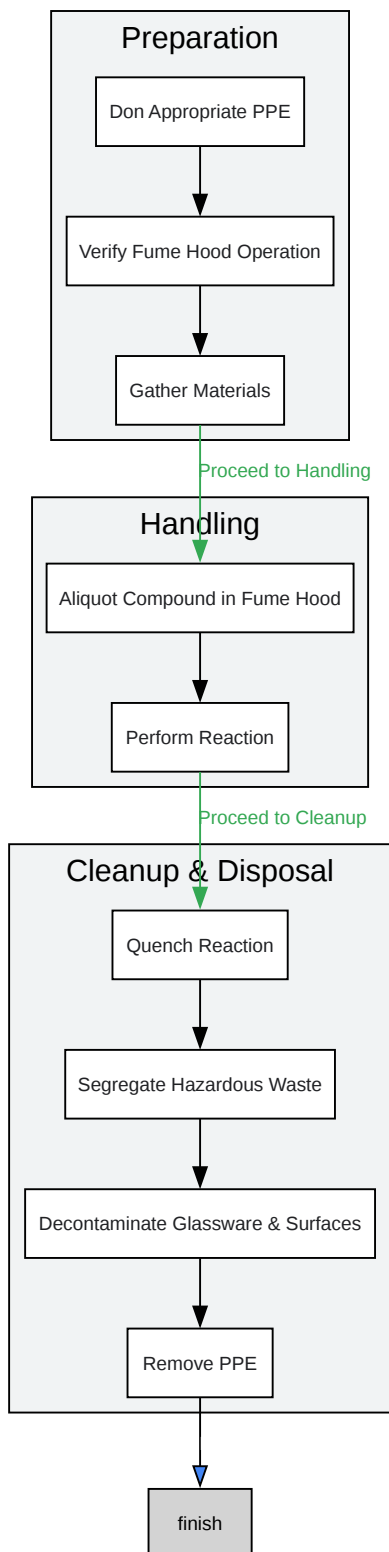 Preparation
Don Appropriate PPE
Verify Fume Hood Operation
Gather Materials
Proceed to Handling
Handling
Aliquot Compound in Fume Hood
Perform Reaction
Proceed to Cleanup
Cleanup & Disposal
Quench Reaction
Segregate Hazardous Waste
Decontaminate Glassware & Surfaces
Remove PPE
finish